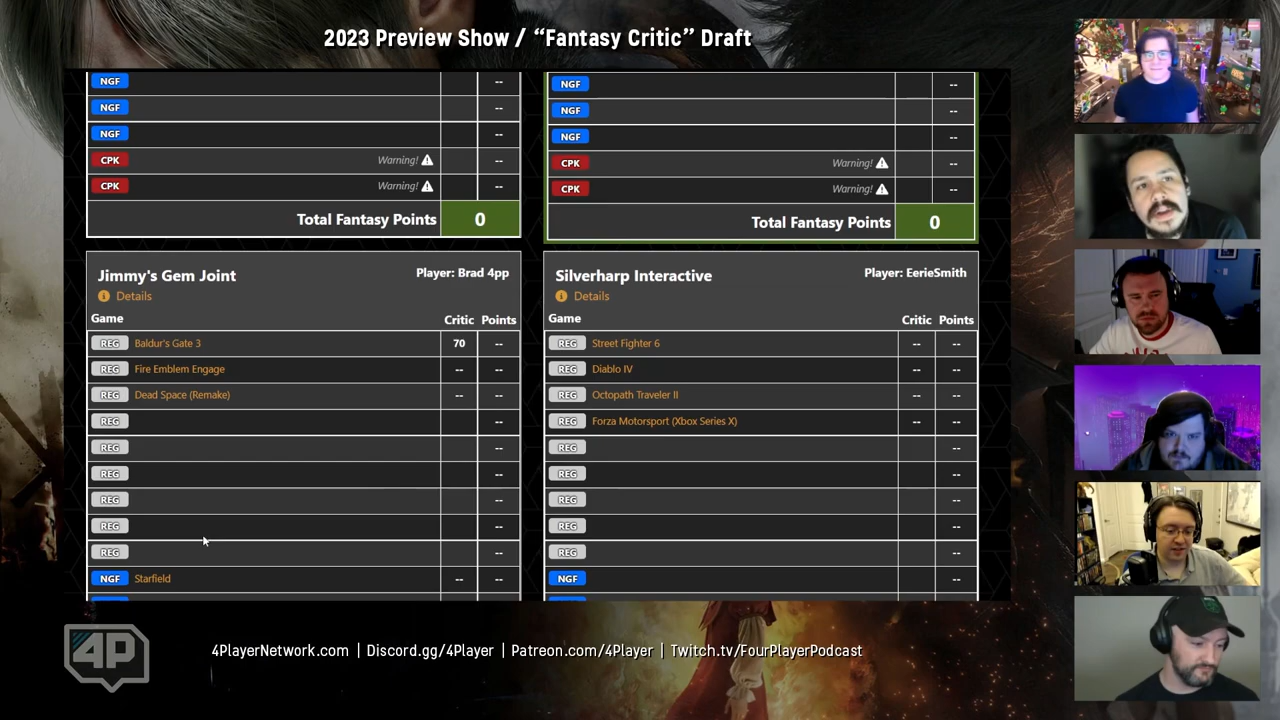 2023 Preview Show / “Fantasy Critic” Draft
NGF --
NGF --
NGF --
CPK Warning! --
CPK Warning! --
Total Fantasy Points 0
NGF --
NGF --
NGF --
CPK Warning! --
CPK Warning! --
Total Fantasy Points 0
Jimmy's Gem Joint Player: Brad 4pp
Details
Game Critic Points
REG Baldur's Gate 3 70 --
REG Fire Emblem Engage -- --
REG Dead Space (Remake) -- --
REG --
REG --
REG --
REG --
REG --
REG --
NGF Starfield -- --
Silverharp Interactive Player: EerieSmith
Details
Game Critic Points
REG Street Fighter 6 -- --
REG Diablo IV -- --
REG Octopath Traveler II -- --
REG Forza Motorsport (Xbox Series X) -- --
REG --
REG --
REG --
REG --
REG --
NGF --
4P
4PlayerNetwork.com | Discord.gg/4Player | Patreon.com/4Player | Twitch.tv/FourPlayerPodcast